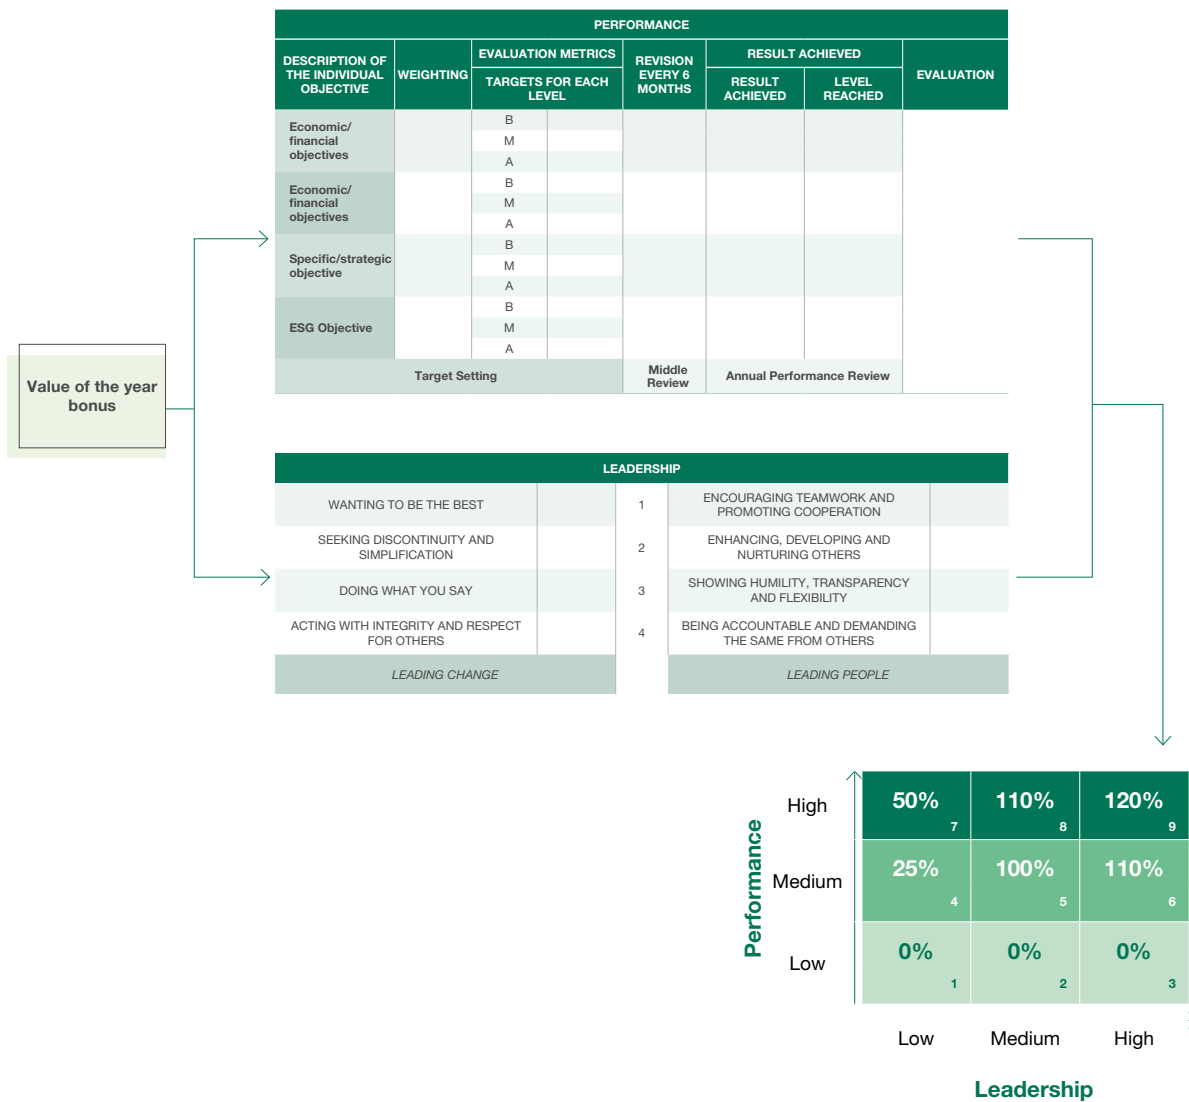 PERFORMANCE
DESCRIPTION OF
THE INDIVIDUAL
OBJECTIVE
WEIGHTING
EVALUATION METRICS
TARGETS FOR EACH
LEVEL
REVISION
EVERY 6
MONTHS
RESULT ACHIEVED
RESULT
ACHIEVED
LEVEL
REACHED
EVALUATION
Economic/
financial
objectives
B
M
A
Economic/
financial
objectives
B
M
A
Specific/strategic
objective
B
M
A
ESG Objective
B
M
A
Target Setting
Middle
Review
Annual Performance Review
Value of the year
bonus
LEADERSHIP
WANTING TO BE THE BEST
1
ENCOURAGING TEAMWORK AND
PROMOTING COOPERATION
SEEKING DISCONTINUITY AND
SIMPLIFICATION
2
ENHANCING, DEVELOPING AND
NURTURING OTHERS
DOING WHAT YOU SAY
3
SHOWING HUMILITY, TRANSPARENCY
AND FLEXIBILITY
ACTING WITH INTEGRITY AND RESPECT
FOR OTHERS
4
BEING ACCOUNTABLE AND DEMANDING
THE SAME FROM OTHERS
LEADING CHANGE
LEADING PEOPLE
Performance
High
50%
7
110%
8
120%
9
Medium
25%
4
100%
5
110%
6
Low
0%
1
0%
2
0%
3
Low
Medium
High
Leadership